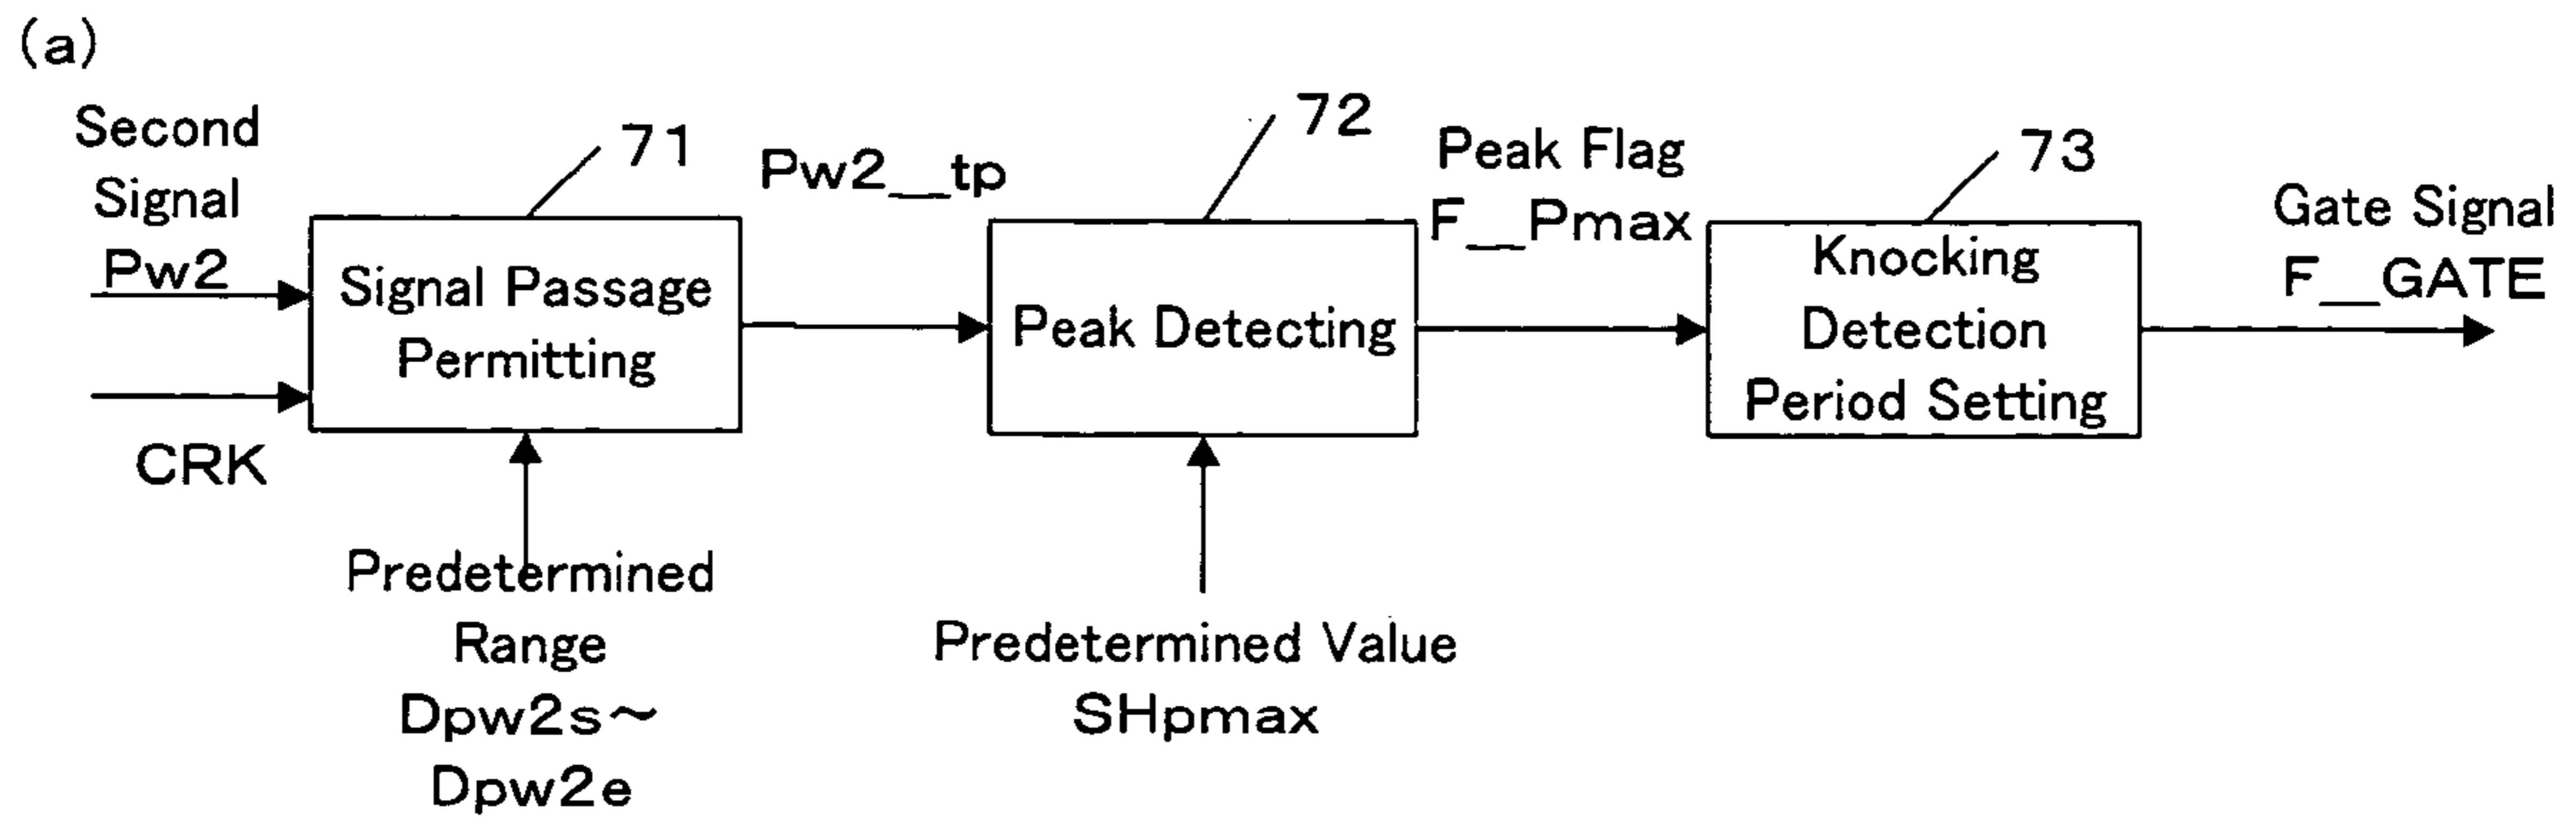 (a)
Second
Signal
Pw2
CRK
71
Signal Passage
Permitting
Predetermined
Range
Dpw2s~
Dpw2e
Pw2__tp
72
Peak Detecting
Predetermined Value
SHpmax
Peak Flag
F__Pmax
73
Knocking
Detection
Period Setting
Gate Signal
F__GATE